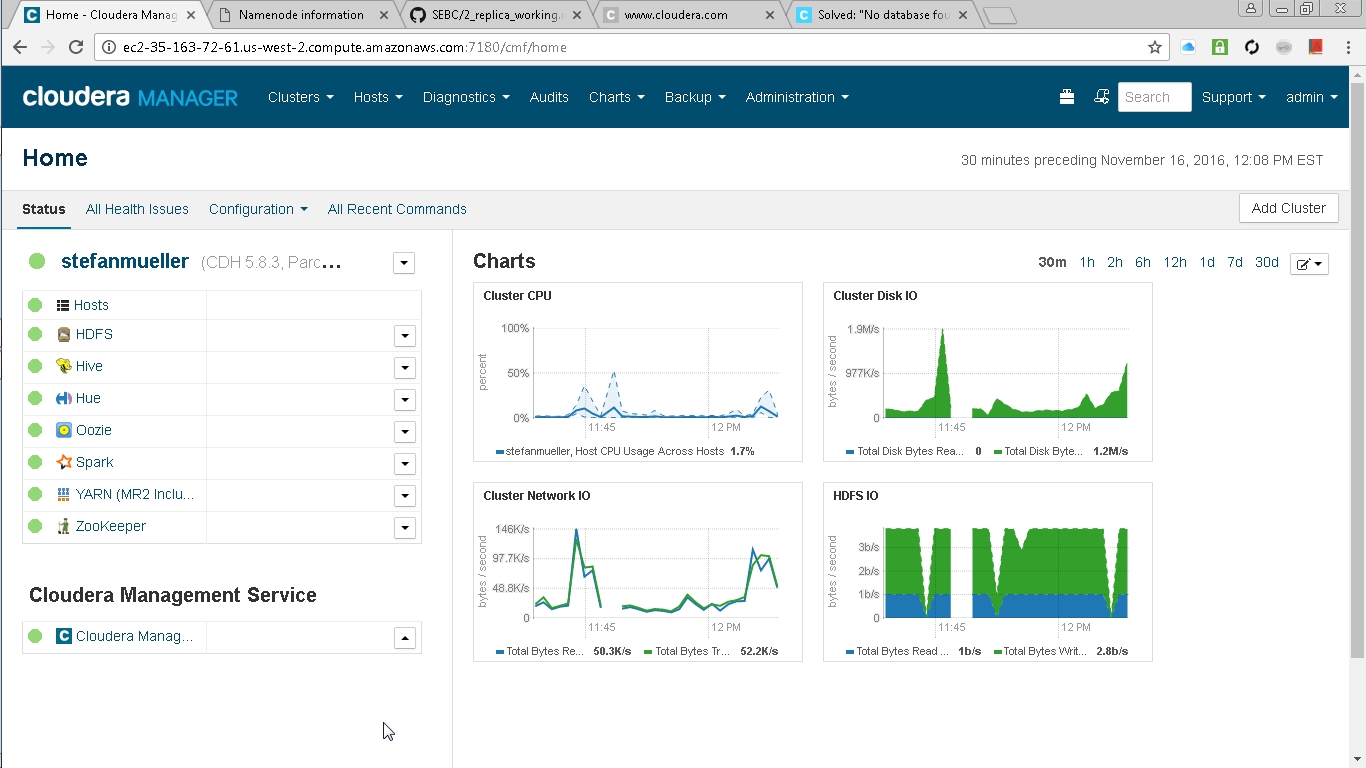 Home - Cloudera Manag
Namenode information
SEBC/2_replica_working.
www.cloudera.com
Solved: "No database fou
ec2-35-163-72-61.us-west-2.compute.amazonaws.com:7180/cmf/home
cloudera MANAGER
Clusters
Hosts
Diagnostics
Audits
Charts
Backup
Administration
Search
Support
admin
Home
30 minutes preceding November 16, 2016, 12:08 PM EST
Status
All Health Issues
Configuration
All Recent Commands
Add Cluster
stefanmueller (CDH 5.8.3, Parc...
Hosts
HDFS
Hive
Hue
Oozie
Spark
YARN (MR2 Inclu...
ZooKeeper
Cloudera Management Service
C Cloudera Manag...
Charts
30m 1h 2h 6h 12h 1d 7d 30d
Cluster CPU
percent
100%
50%
0%
11:45
12 PM
stefanmueller, Host CPU Usage Across Hosts 1.7%
Cluster Disk IO
bytes / second
1.9M/s
977K/s
0
11:45
12 PM
Total Disk Bytes Rea... 0
Total Disk Byte... 1.2M/s
Cluster Network IO
bytes / second
146K/s
97.7K/s
48.8K/s
0
11:45
12 PM
Total Bytes Re... 50.3K/s
Total Bytes Tr... 52.2K/s
HDFS IO
bytes / second
3b/s
2b/s
1b/s
0
11:45
12 PM
Total Bytes Read ... 1b/s
Total Bytes Writ... 2.8b/s